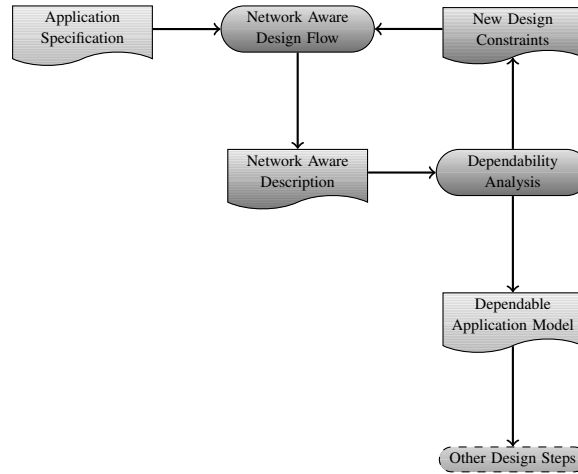 Application
Specification
Network Aware
Design Flow
New Design
Constraints
Network Aware
Description
Dependability
Analysis
Dependable
Application Model
Other Design Steps